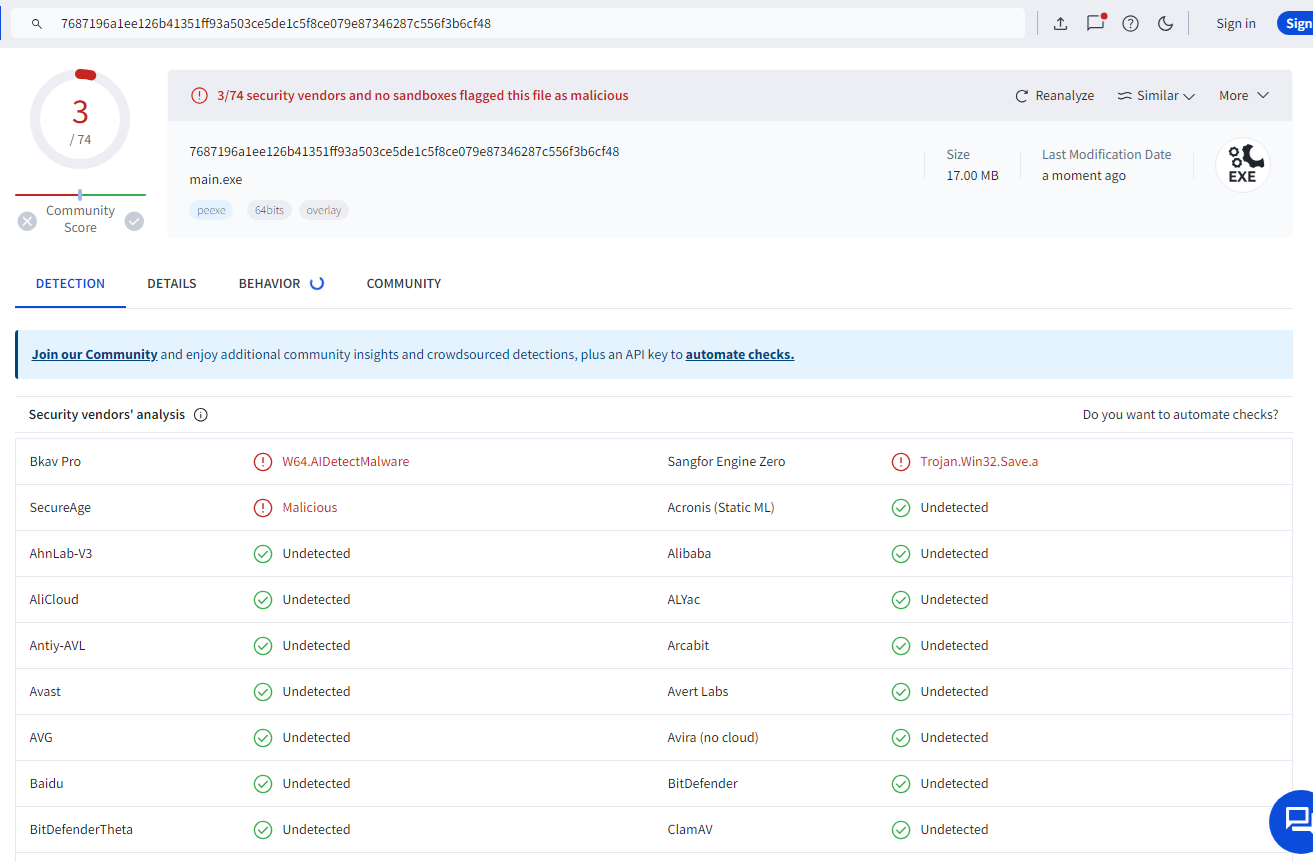 7687196a1ee126b41351ff93a503ce5de1c5f8ce079e87346287c556f3b6cf48
Sign in
Sign
3
/ 74
Community
Score
3/74 security vendors and no sandboxes flagged this file as malicious
Reanalyze
Similar
More
7687196a1ee126b41351ff93a503ce5de1c5f8ce079e87346287c556f3b6cf48
main.exe
peexe 64bits overlay
Size
17.00 MB
Last Modification Date
a moment ago
EXE
DETECTION DETAILS BEHAVIOR COMMUNITY
Join our Community and enjoy additional community insights and crowdsourced detections, plus an API key to automate checks.
Security vendors' analysis Do you want to automate checks?
Bkav Pro W64.AIDetectMalware Sangfor Engine Zero Trojan.Win32.Save.a
SecureAge Malicious Acronis (Static ML) Undetected
AhnLab-V3 Undetected Alibaba Undetected
AliCloud Undetected ALYac Undetected
Antiy-AVL Undetected Arcabit Undetected
Avast Undetected Avert Labs Undetected
AVG Undetected Avira (no cloud) Undetected
Baidu Undetected BitDefender Undetected
BitDefenderTheta Undetected ClamAV Undetected